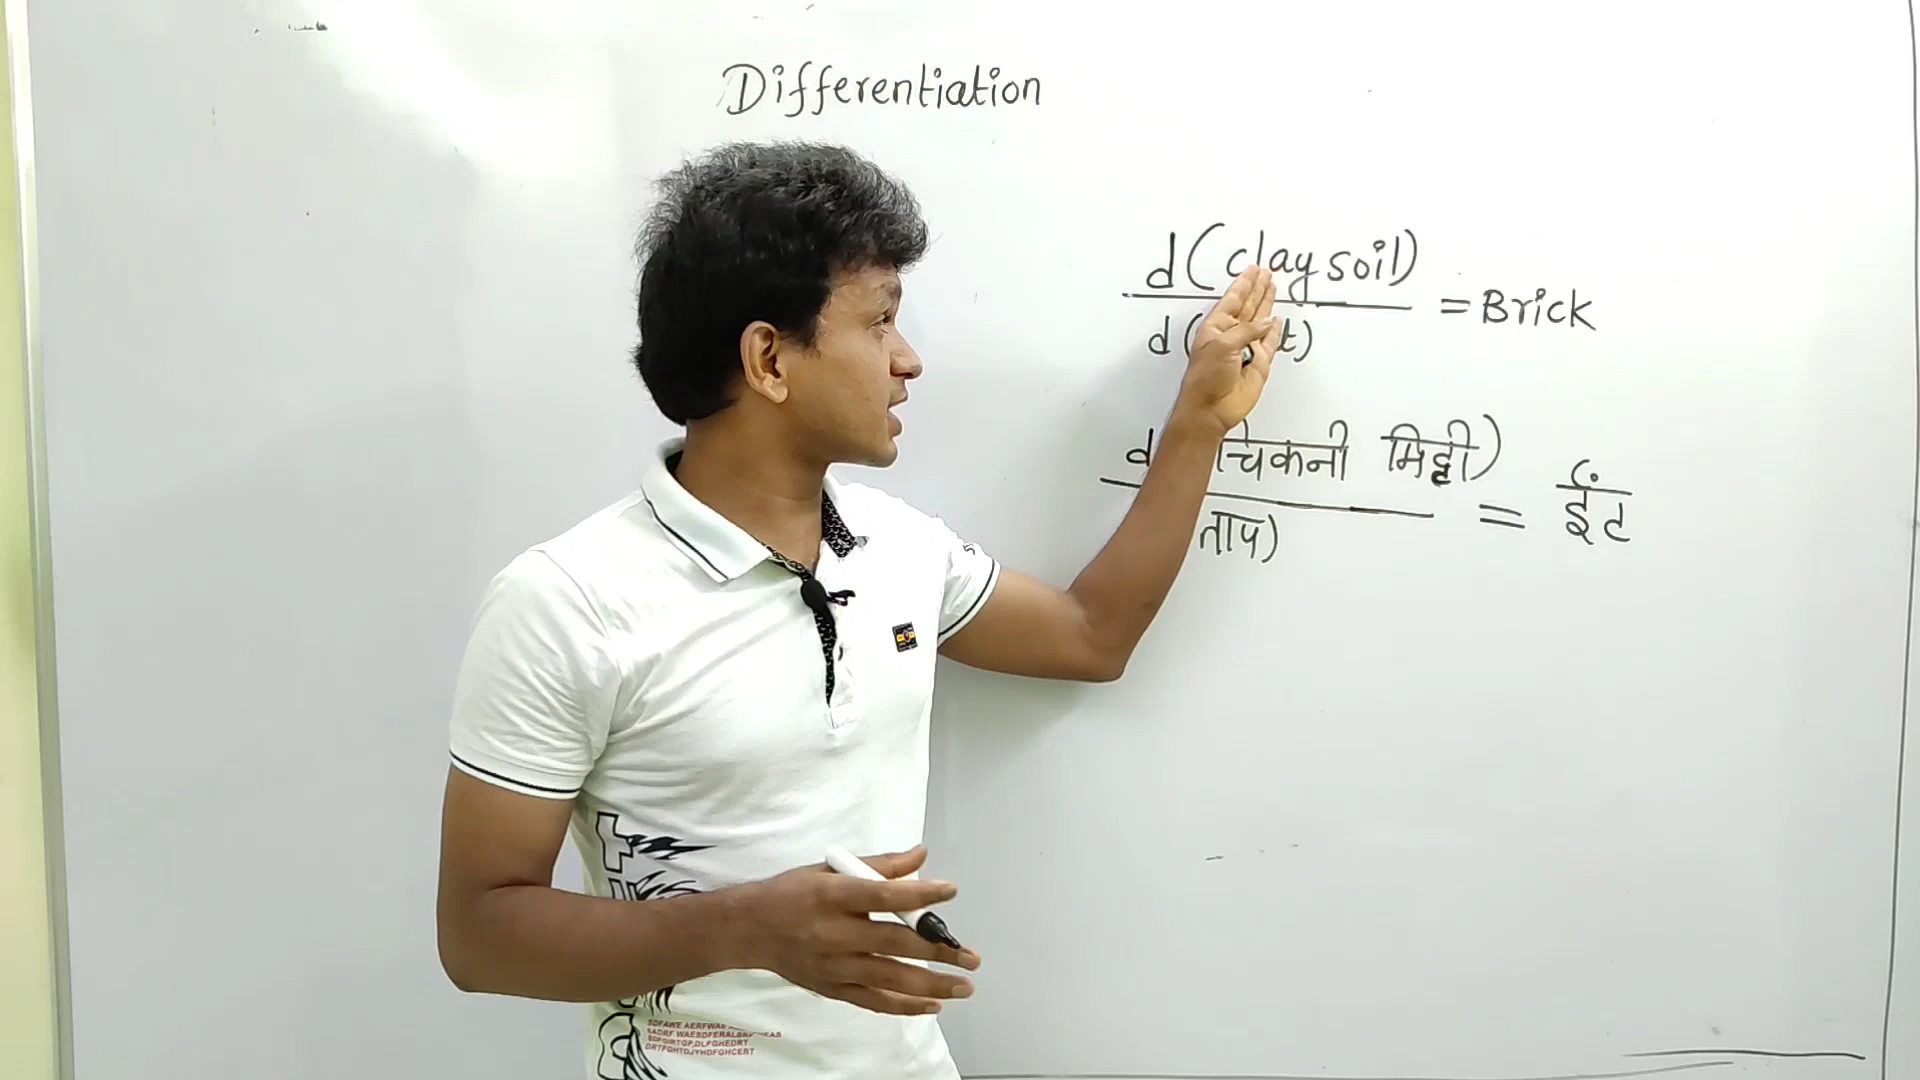 Differentiation
d(clay soil)
= Brick
d(
t)
d
चिकनी मिट्टी)
= ईंट
ताप)